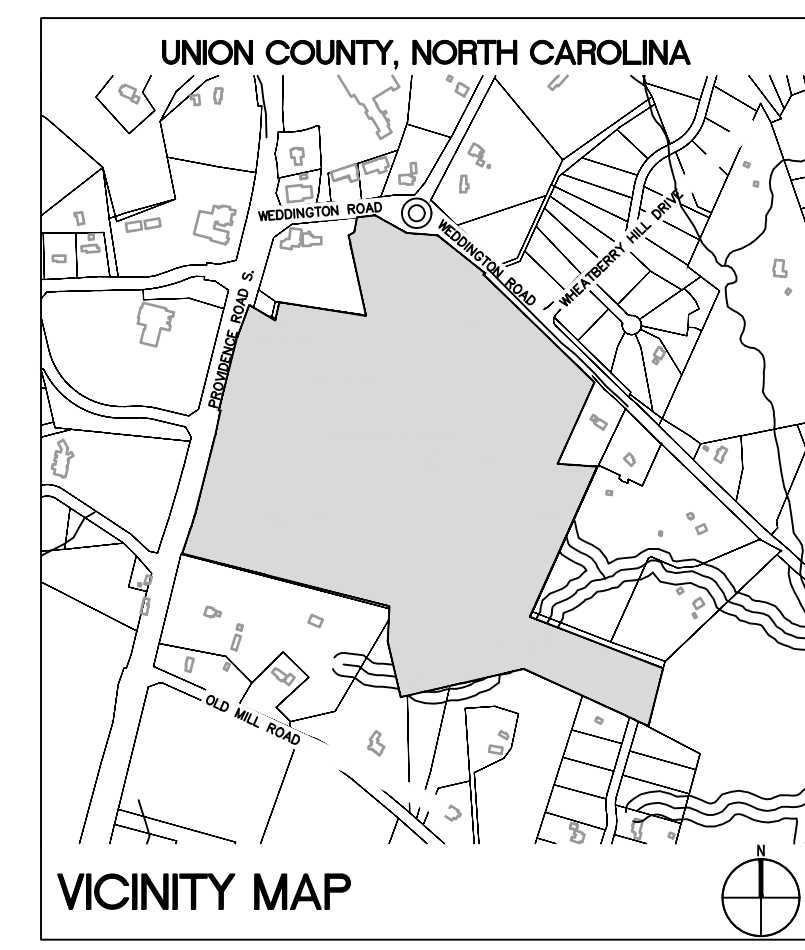 UNION COUNTY, NORTH CAROLINA
WEDDINGTON ROAD
WEDDINGTON ROAD
WHEATBERRY HILL DRIVE
PROVIDENCE ROAD S.
OLD MILL ROAD
VICINITY MAP
N